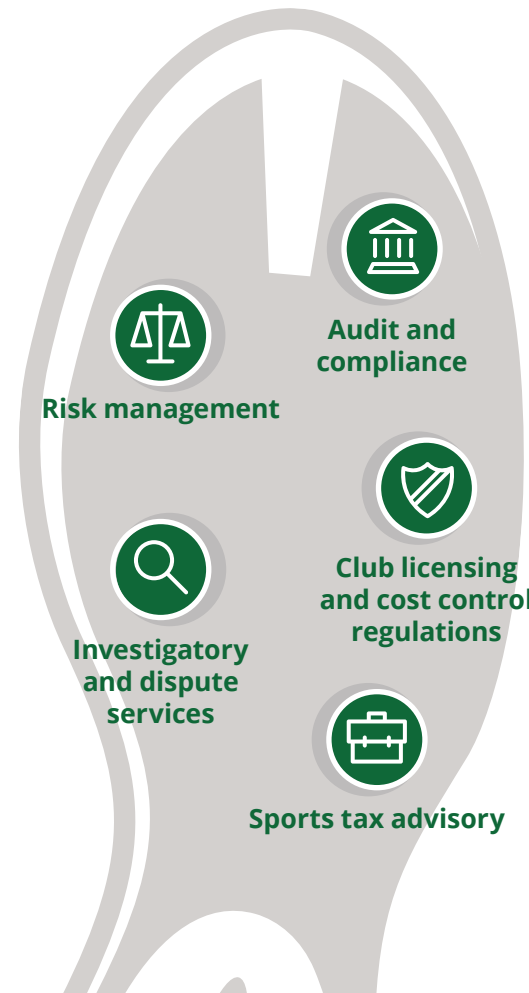 Audit and
compliance
Risk management
Club licensing
and cost control
regulations
Investigatory
and dispute
services
Sports tax advisory